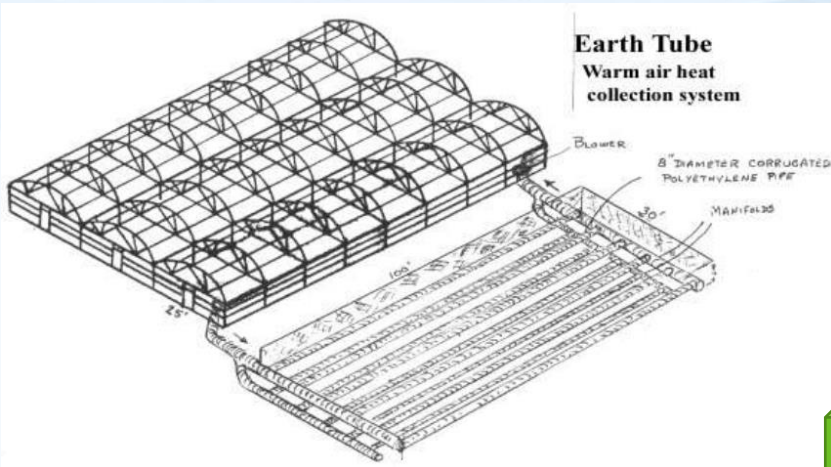 Earth Tube
Warm air heat
collection system
BLOWER
8" DIAMETER CORRUGATED
POLYETHYLENE PIPE
30'
MANIFOLDS
100'
25'